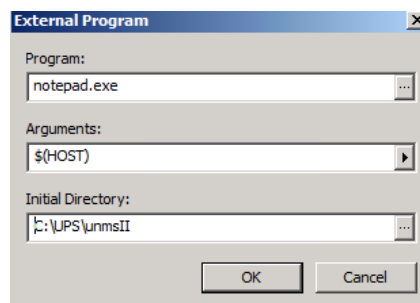 External Program
Program:
notepad.exe
...
Arguments:
$(HOST)
Initial Directory:
C:\UPS\unmsII
...
OK Cancel